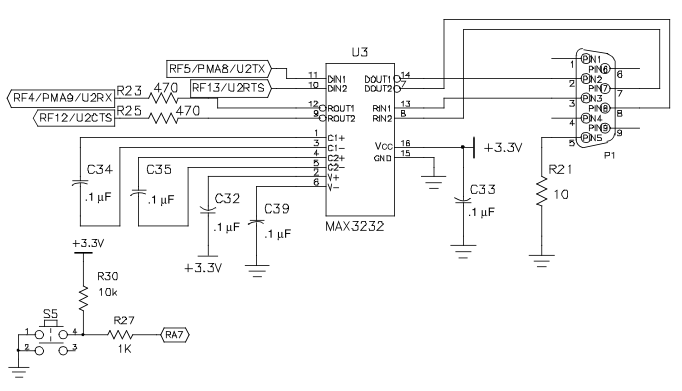 U3
RF5/PMA8/U2TX
11 DIN1 DOUT1 14
RF13/U2RTS
10 DIN2 DOUT2 7
R23 470
RF4/PMA9/U2RX
12 ROUT1 RIN1 13
R25 470
RF12/U2CTS
9 ROUT2 RIN2 8
1 C1+
3 C1-
4 C2+
5 C2-
2 V+
6 V-
VCC 16
GND 15
MAX3232
+3.3V
C34
.1 µF
C35
.1 µF
C32
.1 µF
+3.3V
C39
.1 µF
C33
.1 µF
1 PIN1
PIN6 6
2 PIN2
PIN7 7
3 PIN3
PIN8 8
4 PIN4
PIN9 9
5 PIN5
P1
R21
10
+3.3V
R30
10k
S5
1 4
2 3
R27
1K
RA7